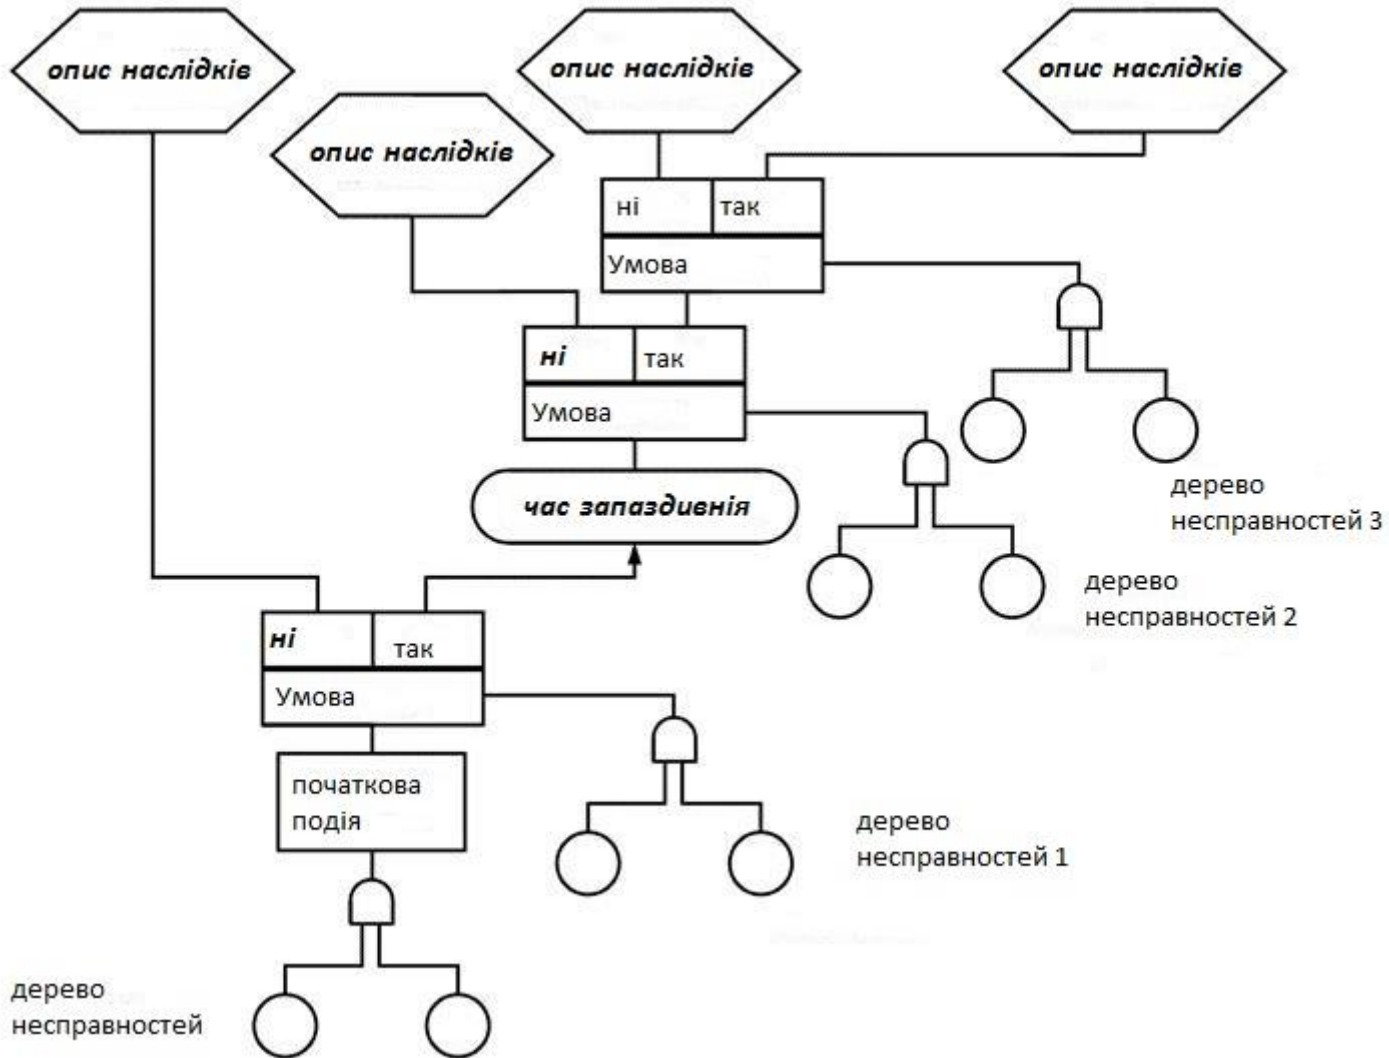 опис наслідків
опис наслідків
опис наслідків
опис наслідків
ні
так
Умова
ні
так
Умова
час запаздивнія
дерево
несправностей 3
дерево
несправностей 2
ні
так
Умова
початкова
подія
дерево
несправностей 1
дерево
несправностей